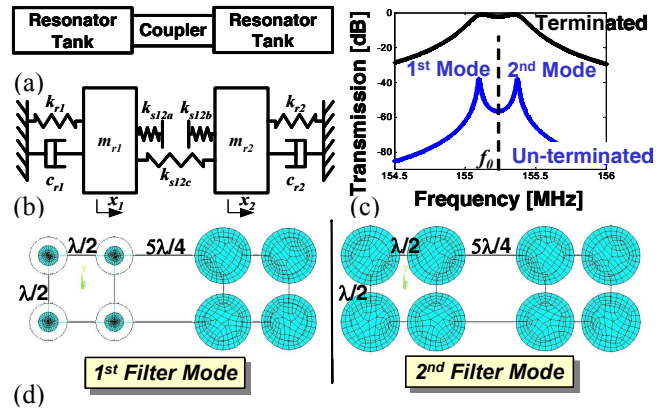 Resonator
Tank
Coupler
Resonator
Tank
(a)
k_r1
c_r1
m_r1
k_s12a
k_s12b
k_s12c
m_r2
k_r2
c_r2
x_1
x_2
(b)
Transmission [dB]
0
-20
-40
-60
-80
Terminated
1st Mode
2nd Mode
f_0
Un-terminated
154.5
155
155.5
156
Frequency [MHz]
(c)
λ/2
5λ/4
λ/2
1st Filter Mode
λ/2
5λ/4
λ/2
2nd Filter Mode
(d)